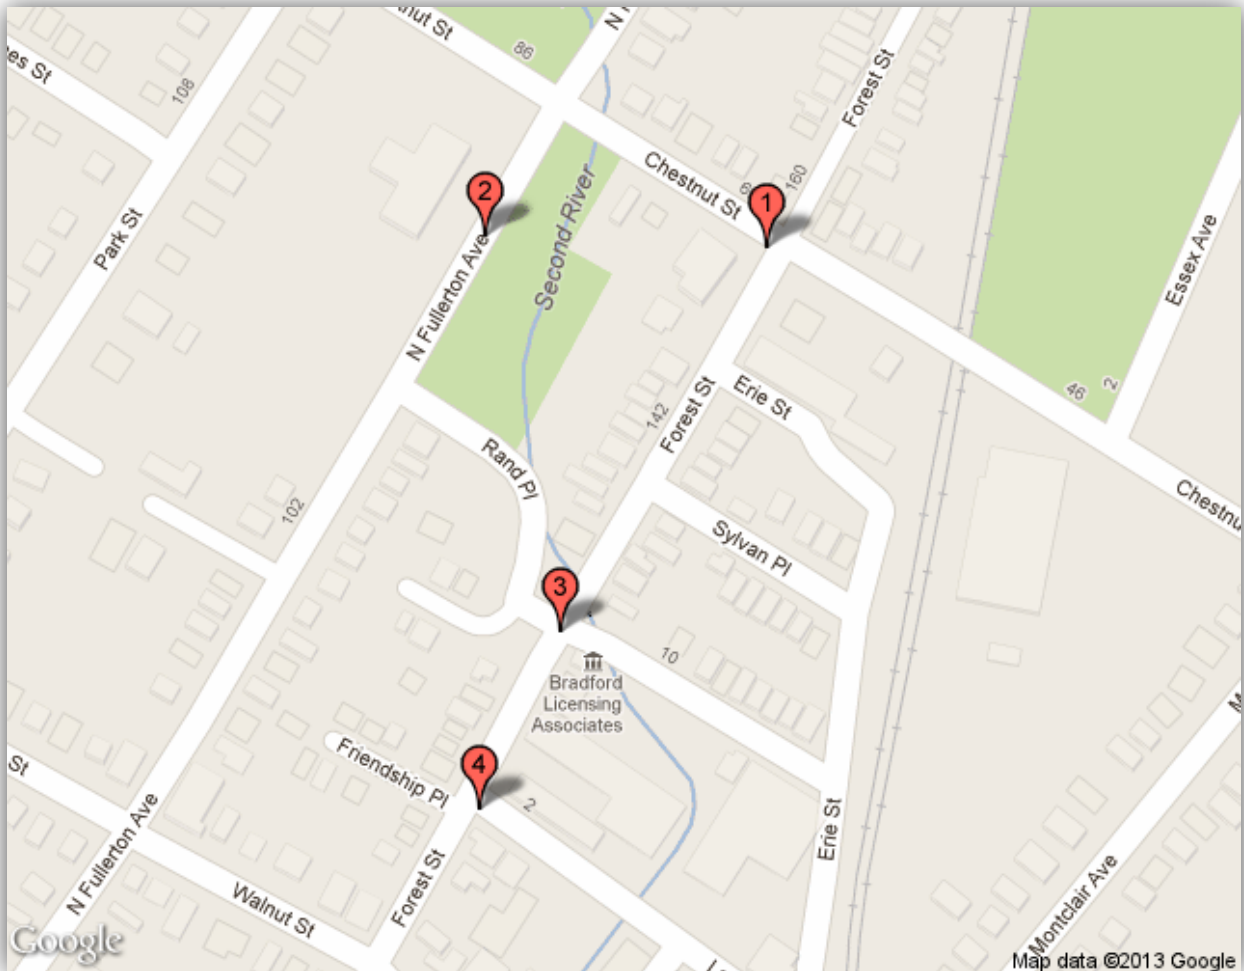 nut St
N F
86
es St
108
Forest St
Chestnut St
160
2
1
Second River
Park St
Essex Ave
N Fullerton Ave
Erie St
46
2
142
Forest St
Rand Pl
102
Chestnu
Sylvan Pl
3
10
Bradford
Licensing
Associates
4
Friendship Pl
2
St
Erie St
N Fullerton Ave
Walnut St
Forest St
Montclair Ave
Google
Map data ©2013 Google